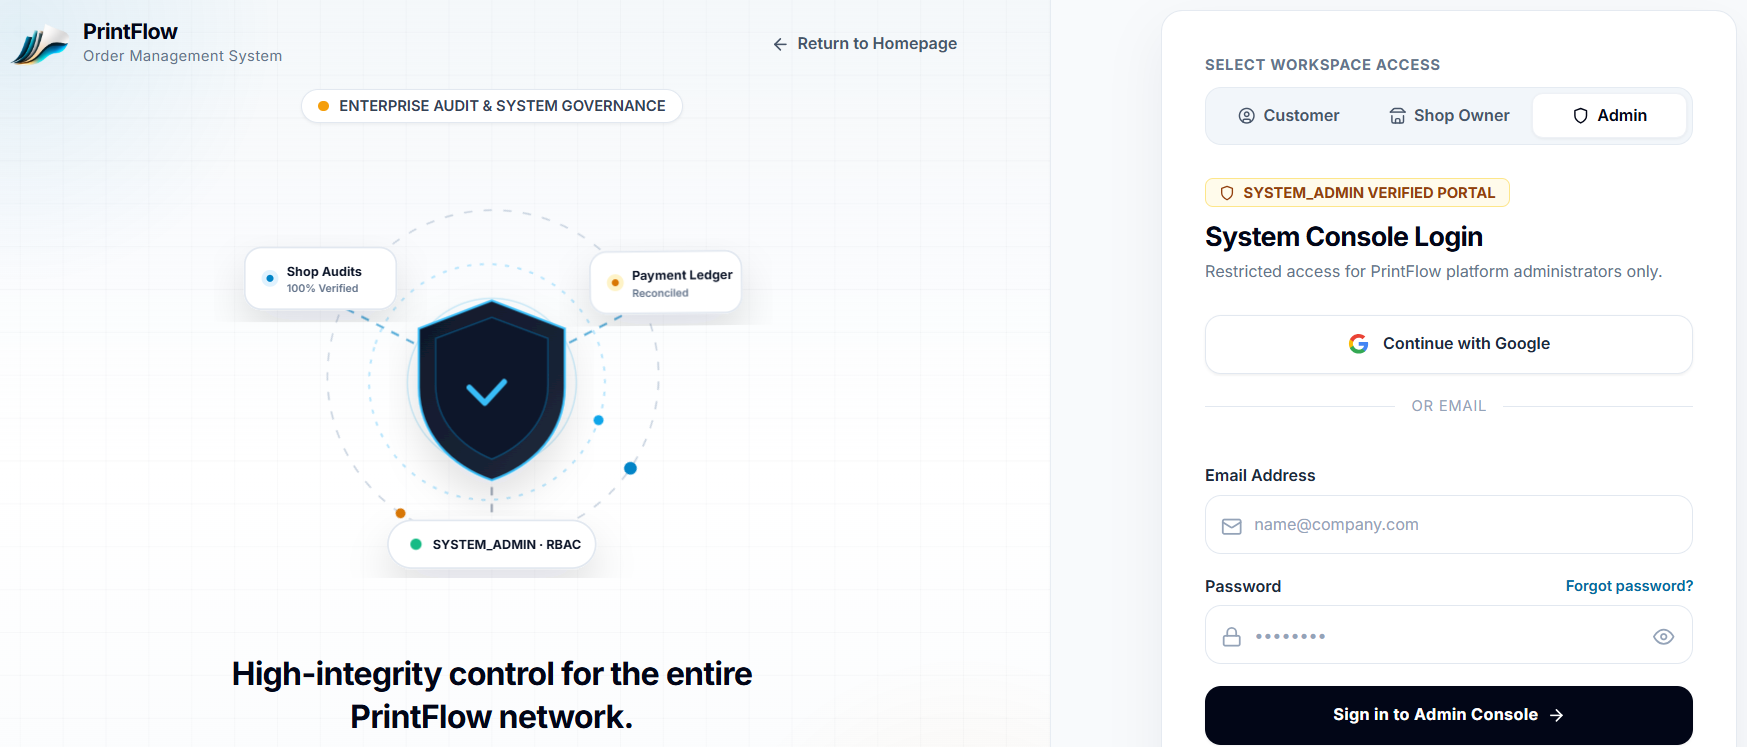 PrintFlow
Order Management System
Return to Homepage
ENTERPRISE AUDIT & SYSTEM GOVERNANCE
Shop Audits
100% Verified
Payment Ledger
Reconciled
SYSTEM_ADMIN · RBAC
High-integrity control for the entire
PrintFlow network.
SELECT WORKSPACE ACCESS
Customer
Shop Owner
Admin
SYSTEM_ADMIN VERIFIED PORTAL
System Console Login
Restricted access for PrintFlow platform administrators only.
Continue with Google
OR EMAIL
Email Address
name@company.com
Password
Forgot password?
••••••••
Sign in to Admin Console